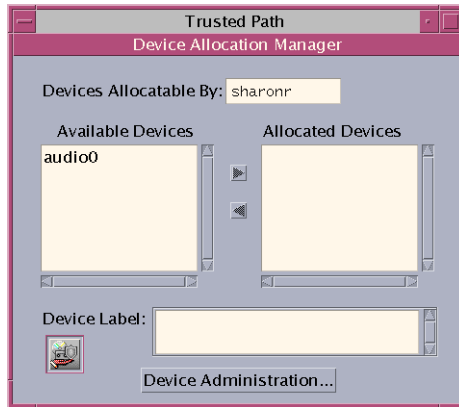 Trusted Path
Device Allocation Manager
Devices Allocatable By: sharonr
Available Devices
Allocated Devices
audio0
Device Label:
Device Administration...